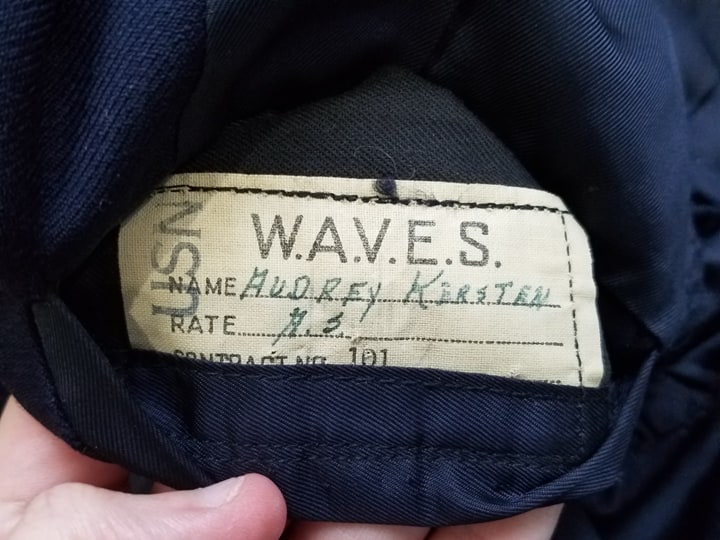 W.A.V.E.S.
NAME AUDREY KERSTEN
RATE A.S.
CONTRACT NO. 101
USN